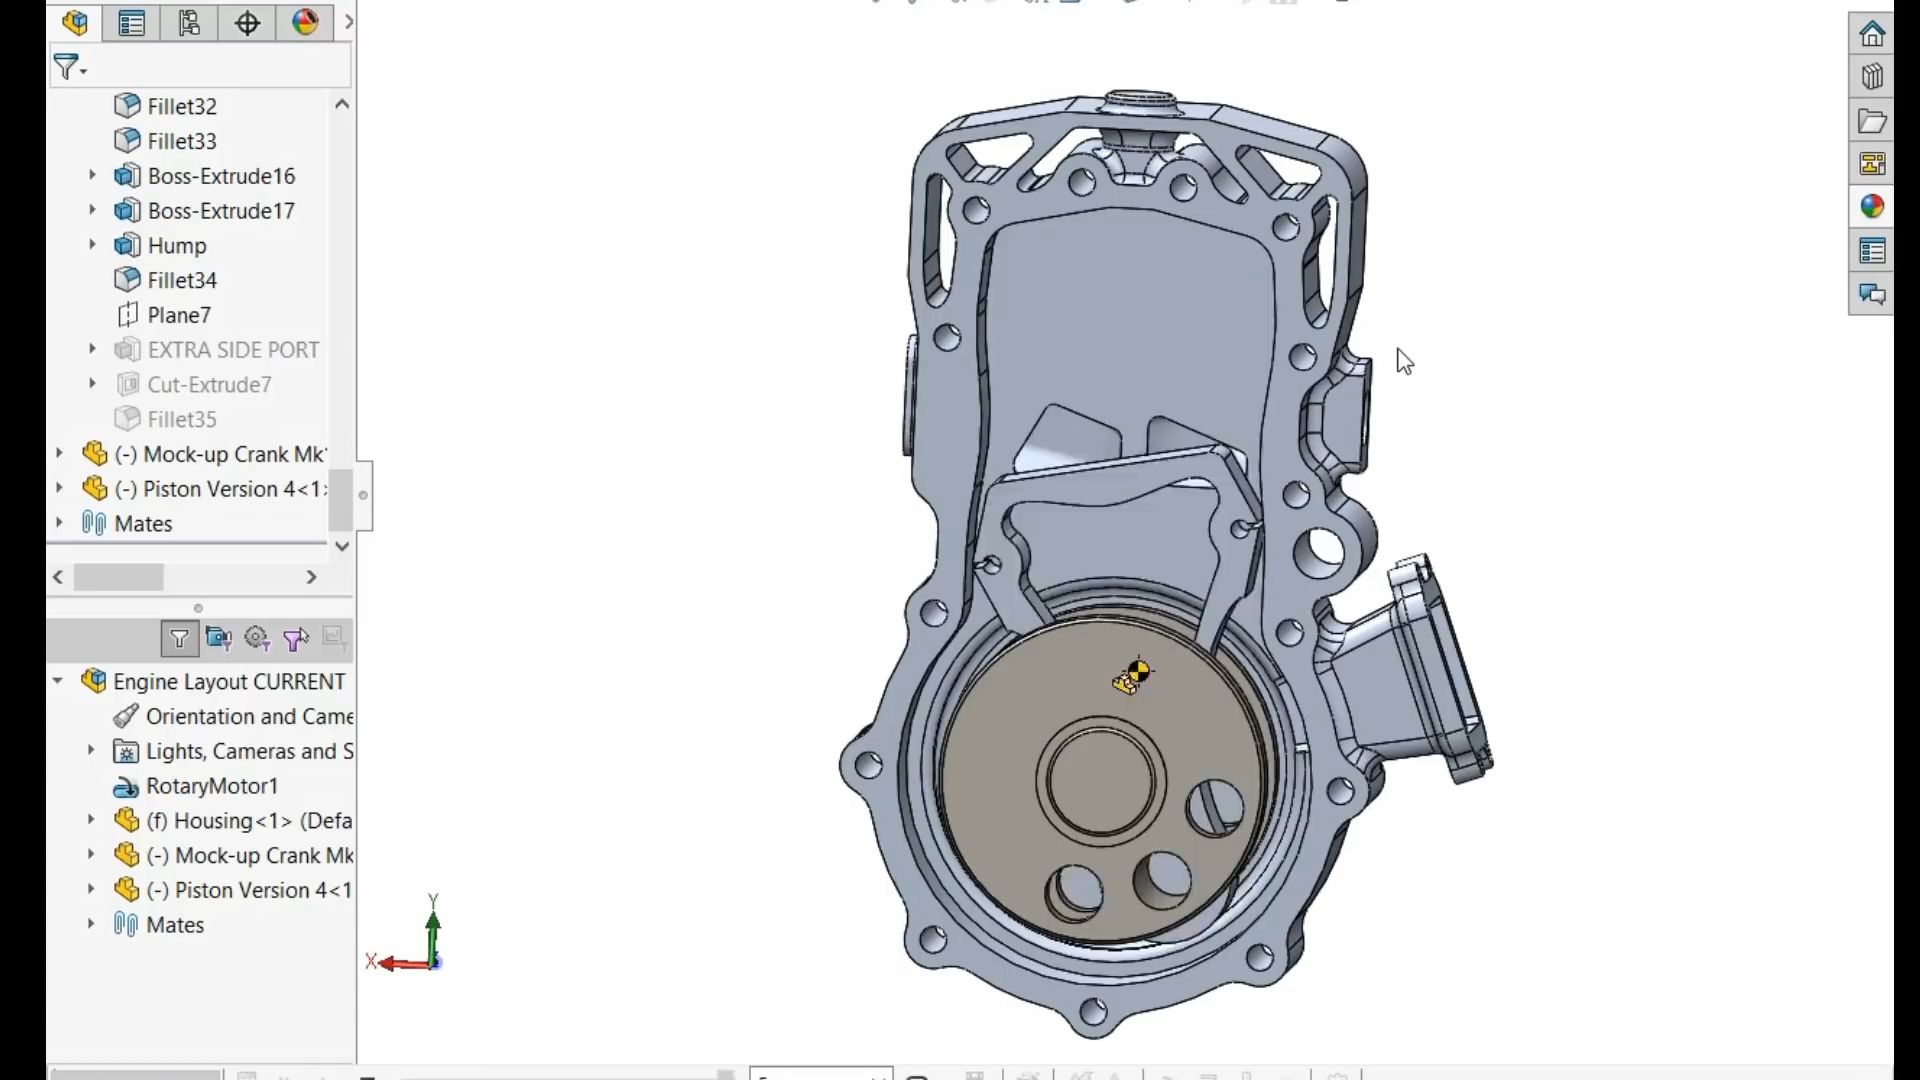 Fillet32
Fillet33
Boss-Extrude16
Boss-Extrude17
Hump
Fillet34
Plane7
EXTRA SIDE PORT
Cut-Extrude7
Fillet35
(-) Mock-up Crank Mk
(-) Piston Version 4<1>
Mates
Engine Layout CURRENT
Orientation and Came
Lights, Cameras and S
RotaryMotor1
(f) Housing<1> (Defa
(-) Mock-up Crank Mk
(-) Piston Version 4<1
Mates
Y
X